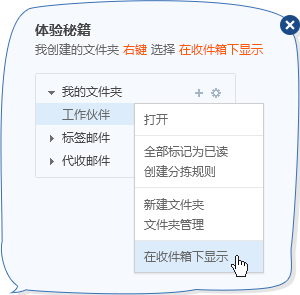 体验秘籍
我创建的文件夹 右键 选择 在收件箱下显示
我的文件夹
工作伙伴
标签邮件
代收邮件
打开
全部标记为已读
创建分拣规则
新建文件夹
文件夹管理
在收件箱下显示